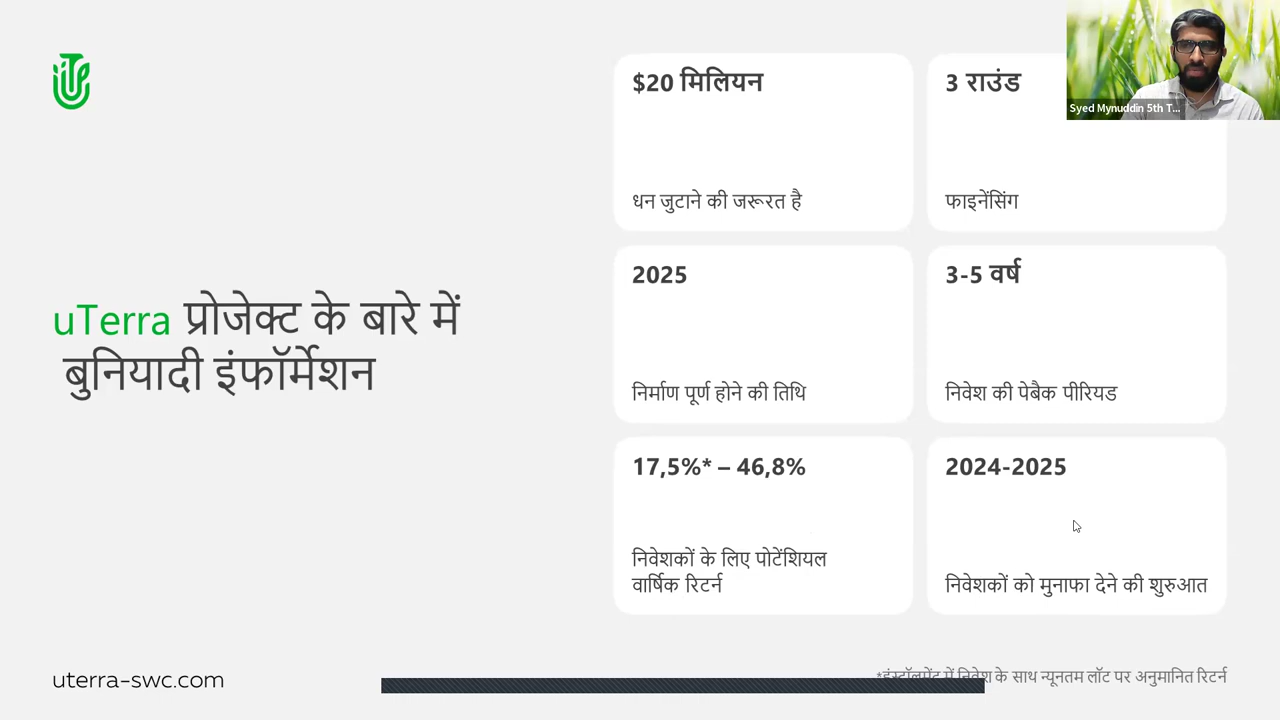 $20 मिलियन
धन जुटाने की जरूरत है
3 राउंड
फाइनेंसिंग
Syed Mynuddin 5th T...
uTerra प्रोजेक्ट के बारे में
बुनियादी इंफॉर्मेशन
2025
निर्माण पूर्ण होने की तिथि
3-5 वर्ष
निवेश की पेबैक पीरियड
17,5%* – 46,8%
निवेशकों के लिए पोटेंशियल
वार्षिक रिटर्न
2024-2025
निवेशकों को मुनाफा देने की शुरुआत
uterra-swc.com
के साथ न्यूनतम लॉट पर अनुमानित रिटर्न